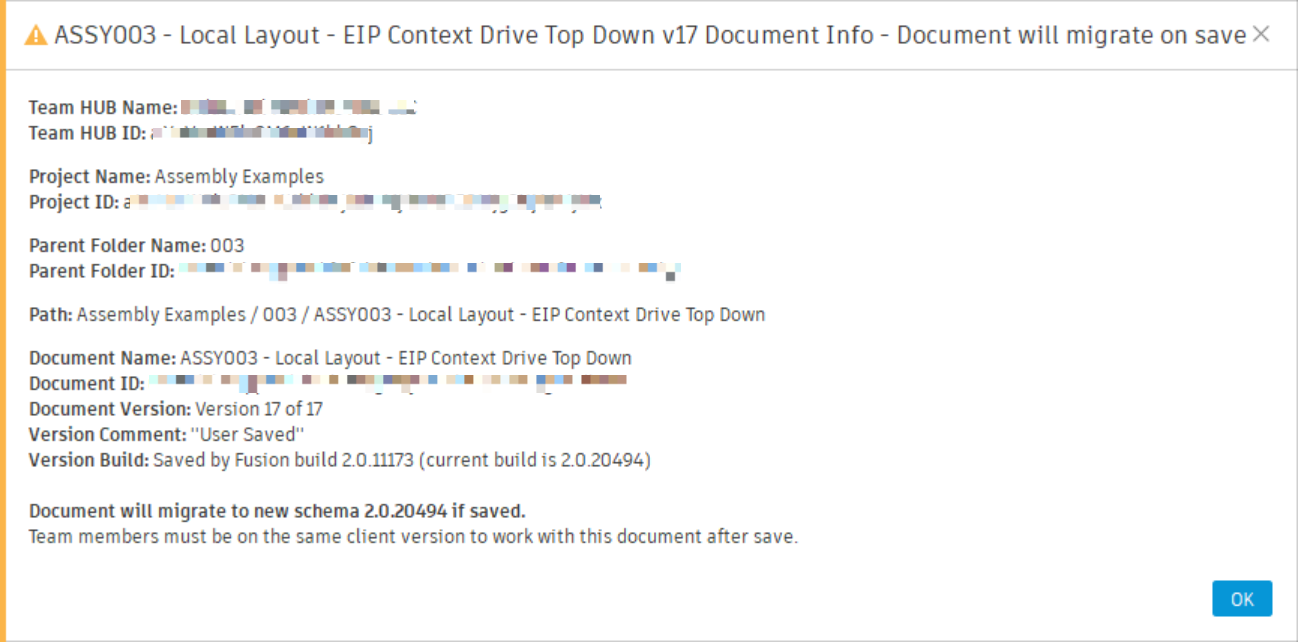 ASSY003 - Local Layout - EIP Context Drive Top Down v17 Document Info - Document will migrate on save
Team HUB Name:
Team HUB ID:
Project Name: Assembly Examples
Project ID:
Parent Folder Name: 003
Parent Folder ID:
Path: Assembly Examples / 003 / ASSY003 - Local Layout - EIP Context Drive Top Down
Document Name: ASSY003 - Local Layout - EIP Context Drive Top Down
Document ID:
Document Version: Version 17 of 17
Version Comment: "User Saved"
Version Build: Saved by Fusion build 2.0.11173 (current build is 2.0.20494)
Document will migrate to new schema 2.0.20494 if saved.
Team members must be on the same client version to work with this document after save.
OK